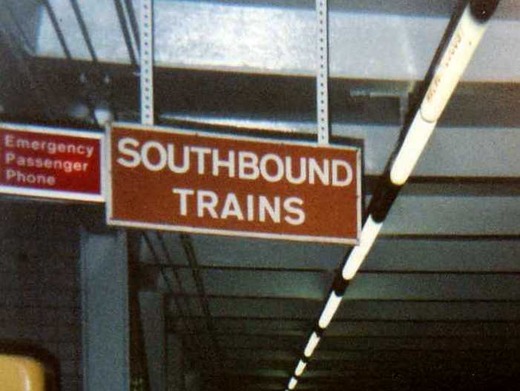 Emergency
Passenger
Phone
SOUTHBOUND
TRAINS